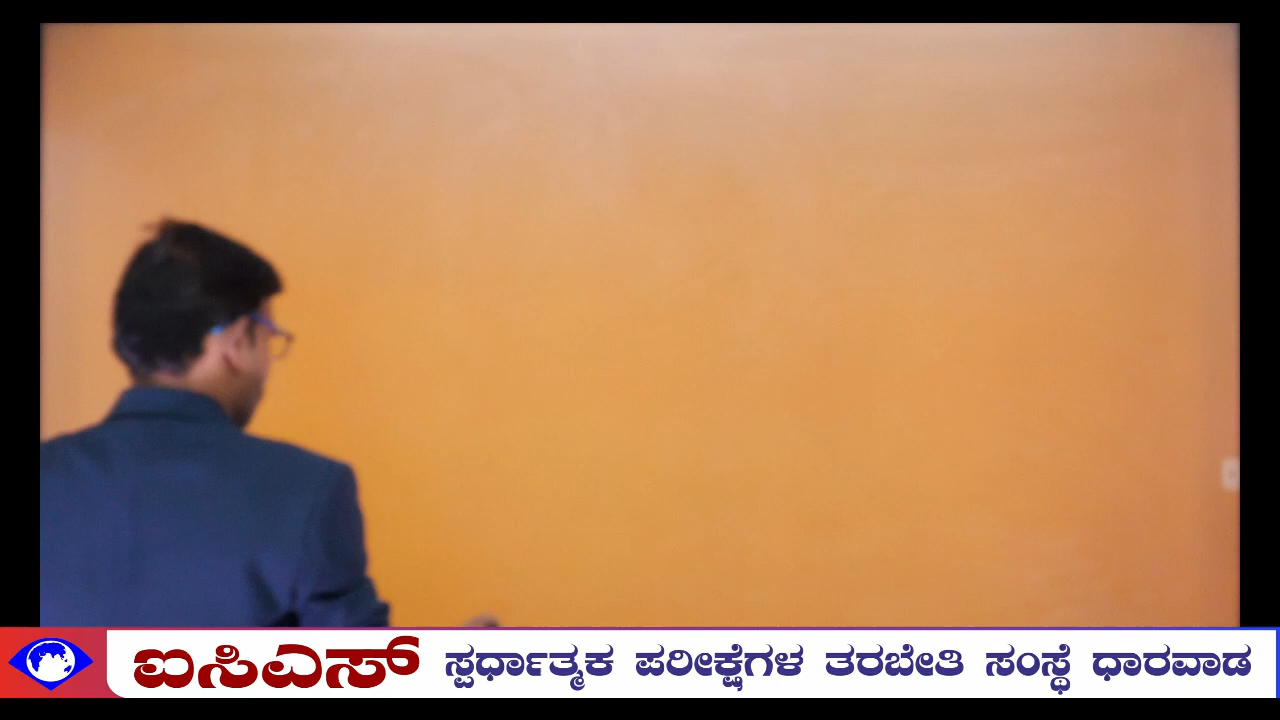 ಐಸಿಎಸ್ ಸ್ಪರ್ಧಾತ್ಮಕ ಪರೀಕ್ಷೆಗಳ ತರಬೇತಿ ಸಂಸ್ಥೆ ಧಾರವಾಡ